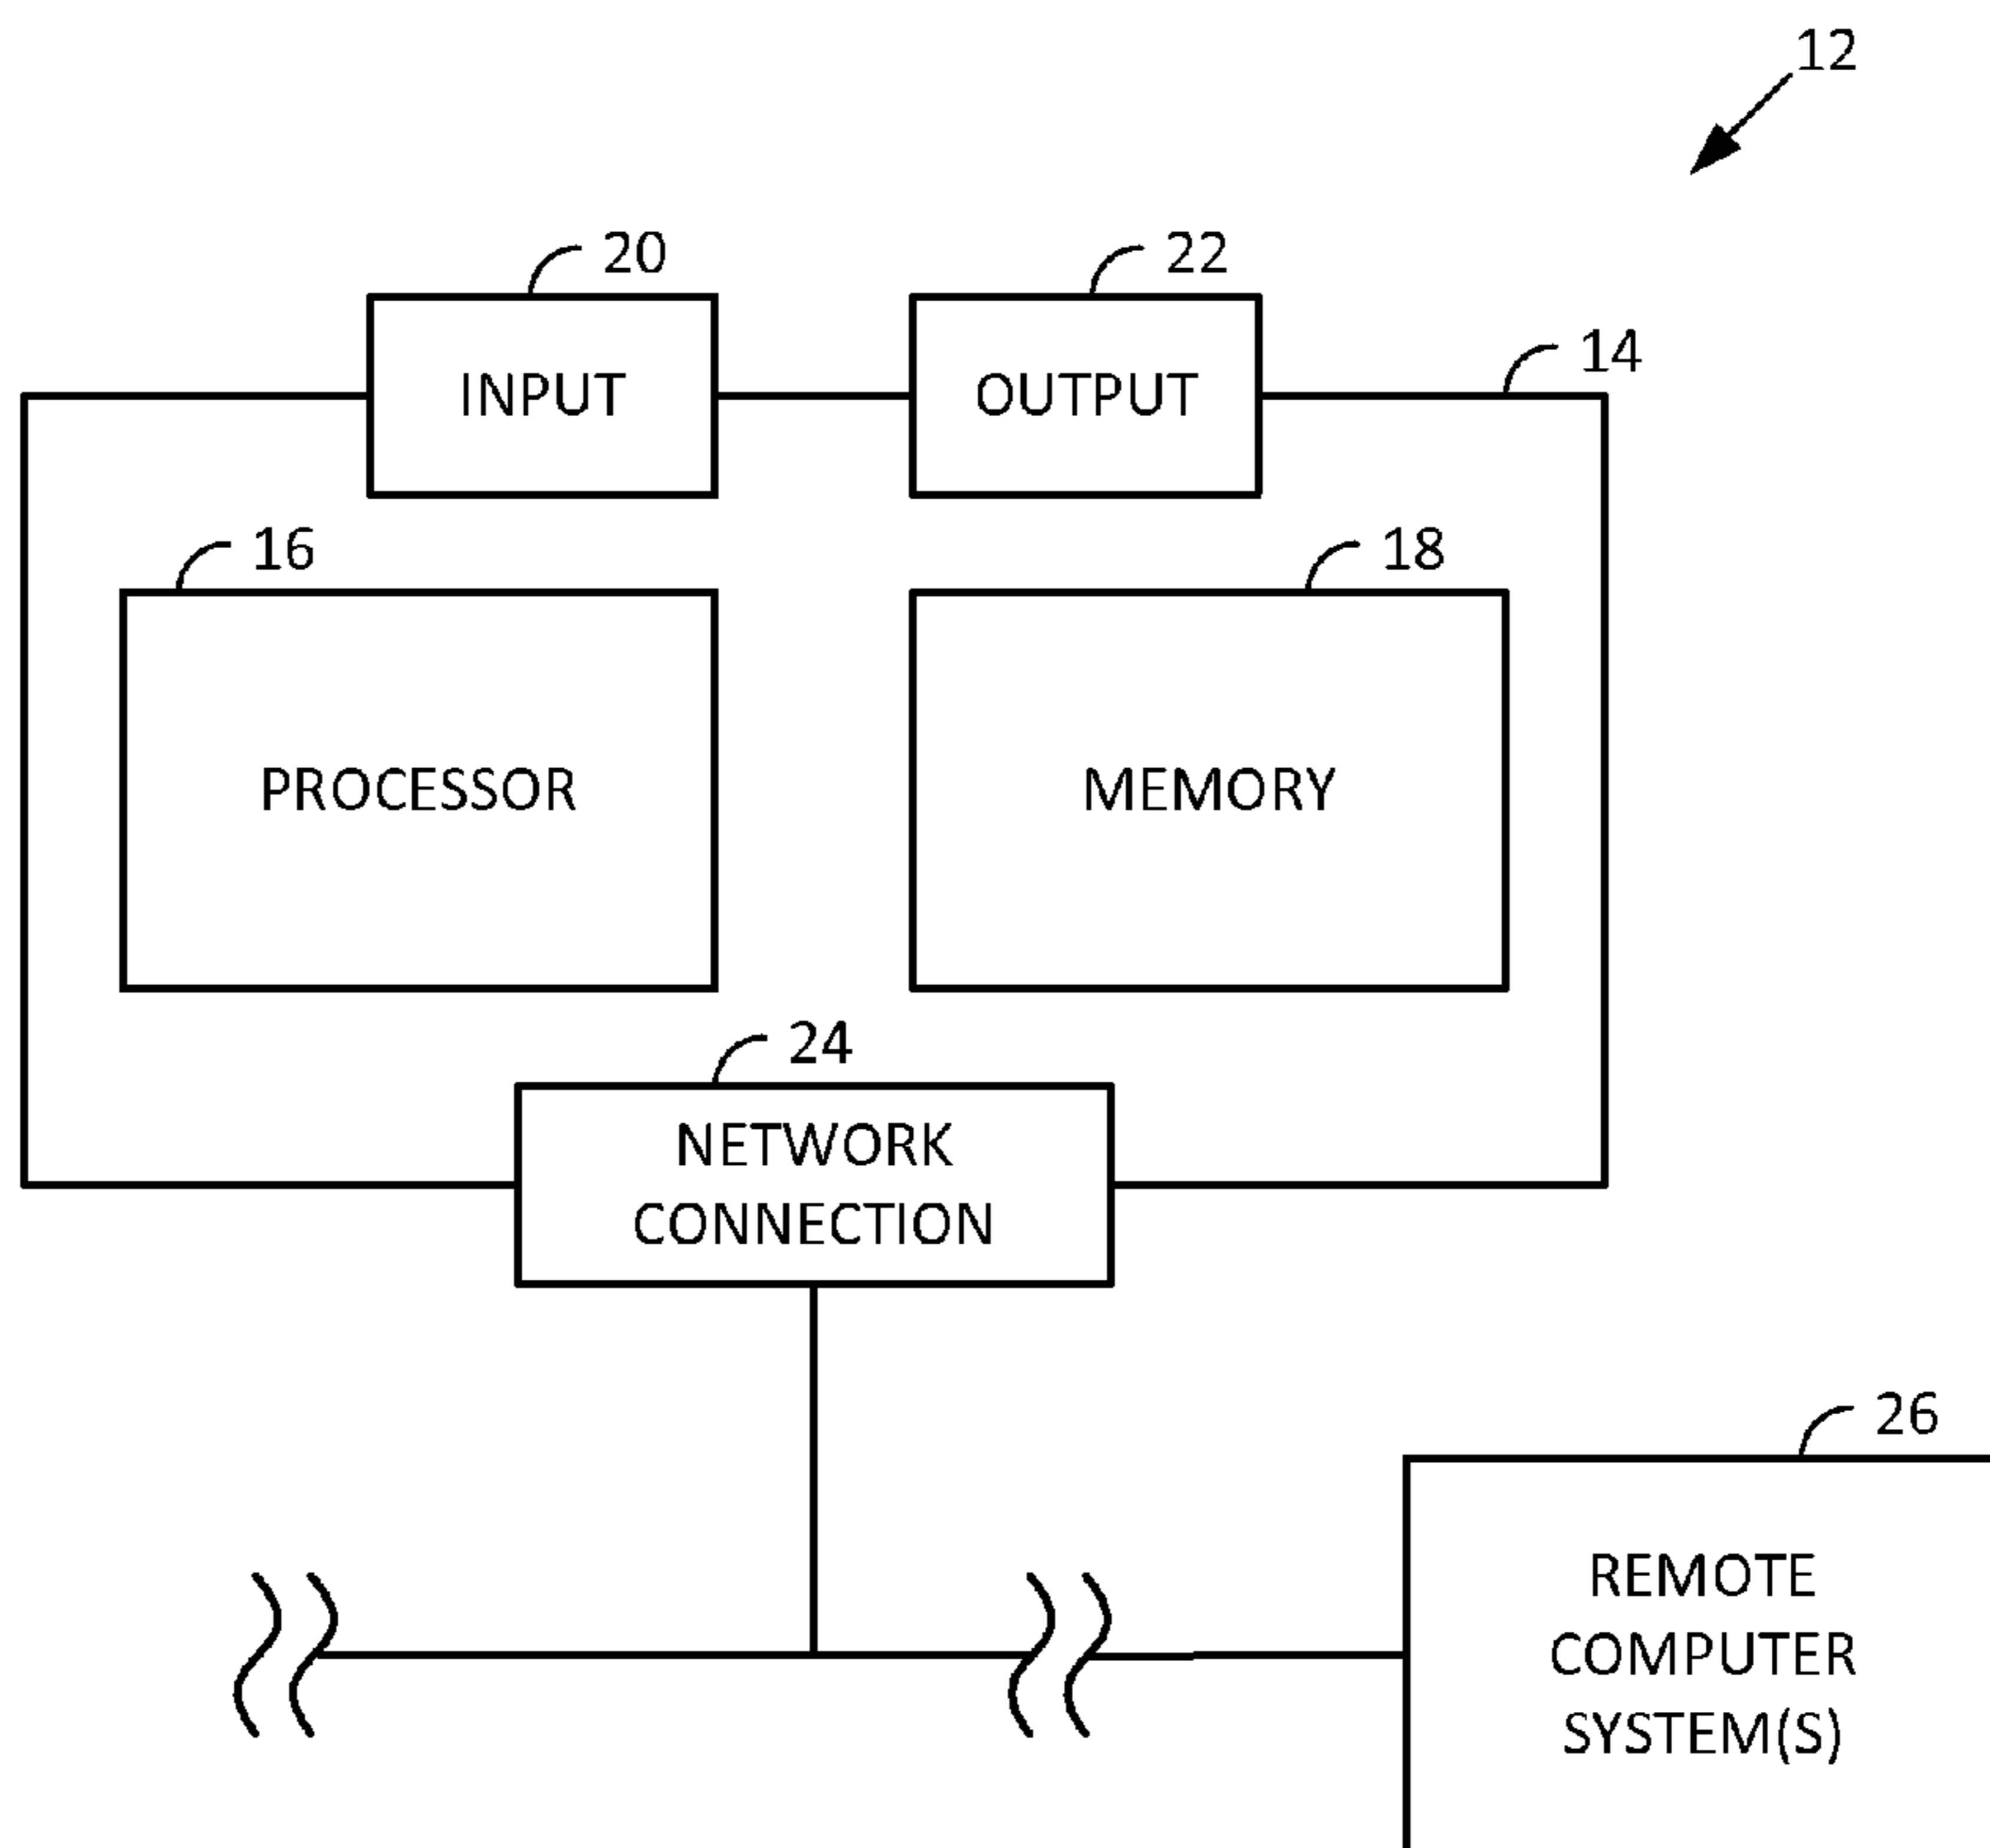 12
20
22
14
INPUT
OUTPUT
16
18
PROCESSOR
MEMORY
24
NETWORK
CONNECTION
26
REMOTE
COMPUTER
SYSTEM(S)